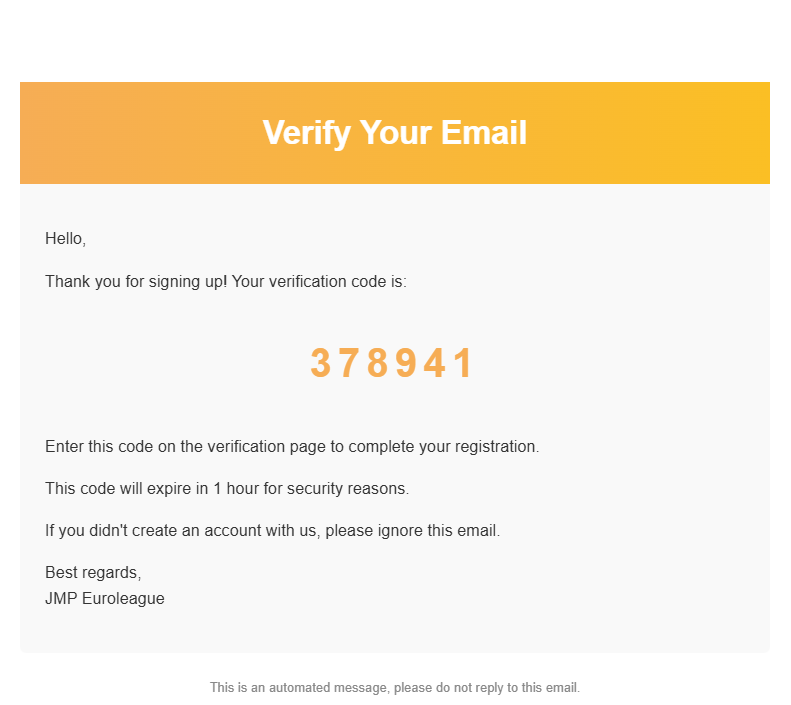 Verify Your Email
Hello,
Thank you for signing up! Your verification code is:
378941
Enter this code on the verification page to complete your registration.
This code will expire in 1 hour for security reasons.
If you didn't create an account with us, please ignore this email.
Best regards,
JMP Euroleague
This is an automated message, please do not reply to this email.